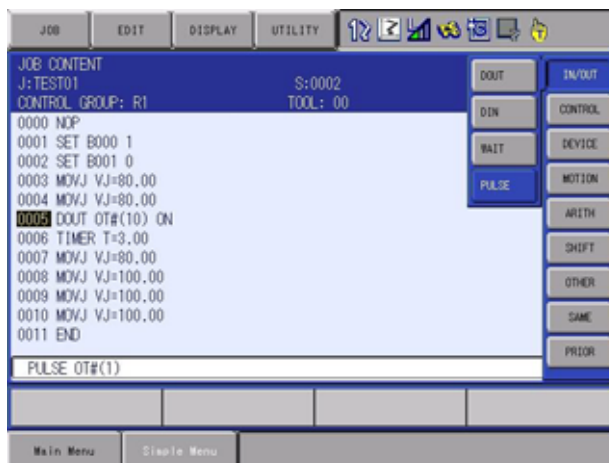 JOB EDIT DISPLAY UTILITY
JOB CONTENT
J:TEST01 S:0002
CONTROL GROUP: R1 TOOL: 00
0000 NOP
0001 SET B000 1
0002 SET B001 0
0003 MOVJ VJ=80.00
0004 MOVJ VJ=80.00
0005 DOUT OT#(10) ON
0006 TIMER T=3.00
0007 MOVJ VJ=80.00
0008 MOVJ VJ=100.00
0009 MOVJ VJ=100.00
0010 MOVJ VJ=100.00
0011 END
PULSE OT#(1)
DOUT
DIN
WAIT
PULSE
IN/OUT
CONTROL
DEVICE
MOTION
ARITH
SHIFT
OTHER
SAME
PRIOR
Main Menu Simple Menu